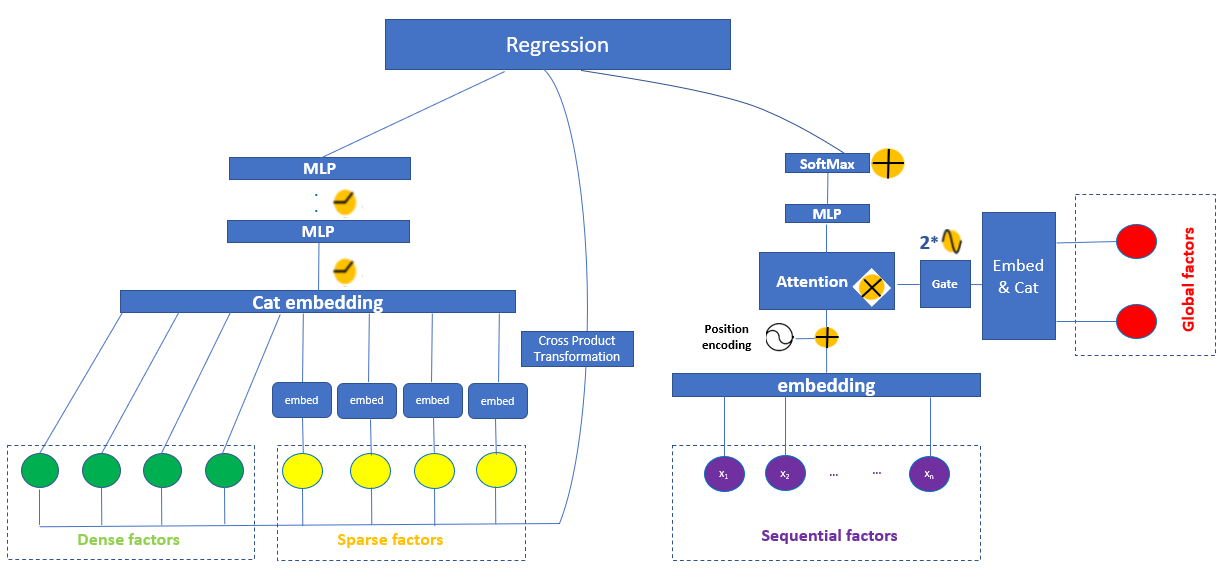 Regression
MLP
:
MLP
Cat embedding
Cross Product
Transformation
embed
embed
embed
embed
Dense factors
Sparse factors
SoftMax
MLP
Attention
2*
Gate
Embed
& Cat
Global factors
Position
encoding
embedding
x₁
x₂
...
...
xₙ
Sequential factors